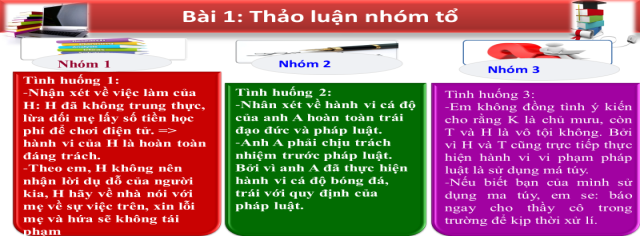 Bài 1: Thảo luận nhóm tổ
Nhóm 1
Tình huống 1:
-Nhận xét về việc làm của
H: H đã không trung thực,
lừa dối mẹ lấy số tiền học
phí để chơi điện tử. =>
hành vi của H là hoàn toàn
đáng trách.
-Theo em, H không nên
nhận lời dụ dỗ của người
kia, H hãy về nhà nói với
mẹ về sự việc trên, xin lỗi
mẹ và hứa sẽ không tái
phạm
Nhóm 2
Tình huống 2:
-Nhân xét về hành vi cá độ
của anh A hoàn toàn trái
đạo đức và pháp luật.
-Anh A phải chịu trách
nhiệm trước pháp luật.
Bởi vì anh A đã thực hiện
hành vi cá độ bóng đá,
trái với quy định của
pháp luật.
Nhóm 3
Tình huống 3:
-Em không đồng tình ý kiến
cho rằng K là chủ mưu, còn
T và H là vô tội không. Bởi
vì H và T cũng trực tiếp thực
hiện hành vi vi phạm pháp
luật là sử dụng má túy.
-Nếu biết bạn của mình sử
dụng ma túy, em se: báo
ngay cho thầy cô trong
trường để kịp thời xử lí.